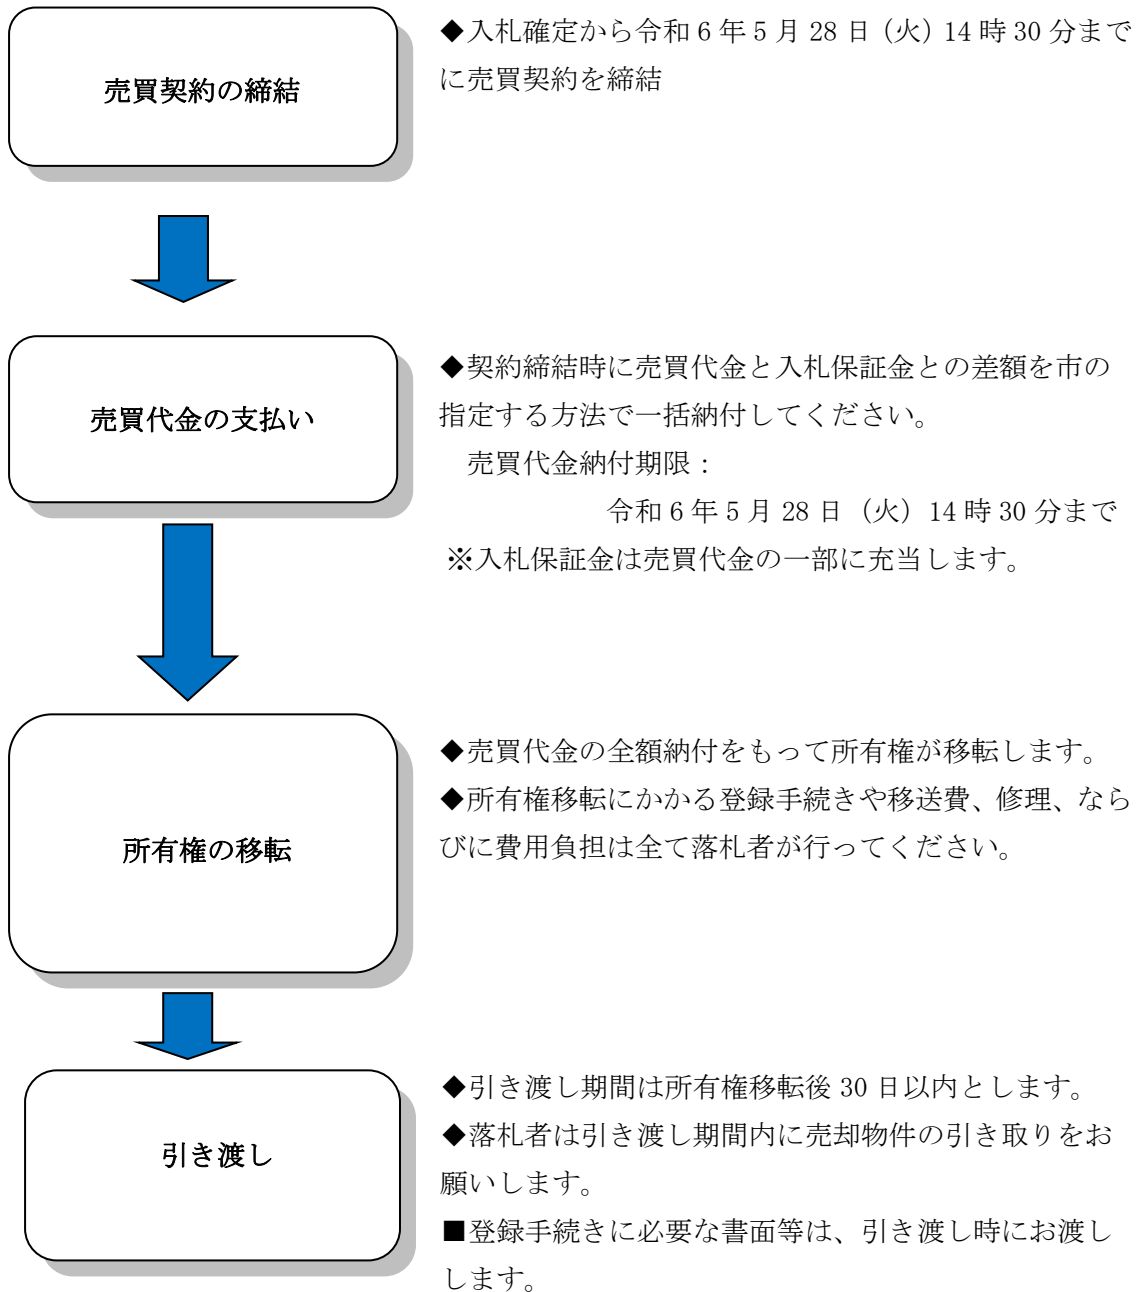 売買契約の締結
◆入札確定から令和6年5月28日（火）14時30分まで
に売買契約を締結
売買代金の支払い
◆契約締結時に売買代金と入札保証金との差額を市の
指定する方法で一括納付してください。
売買代金納付期限：
令和6年5月28日（火）14時30分まで
※入札保証金は売買代金の一部に充当します。
所有権の移転
◆売買代金の全額納付をもって所有権が移転します。
◆所有権移転にかかる登録手続きや移送費、修理、なら
びに費用負担は全て落札者が行ってください。
引き渡し
◆引き渡し期間は所有権移転後30日以内とします。
◆落札者は引き渡し期間内に売却物件の引き取りをお
願いします。
■登録手続きに必要な書面等は、引き渡し時にお渡し
します。